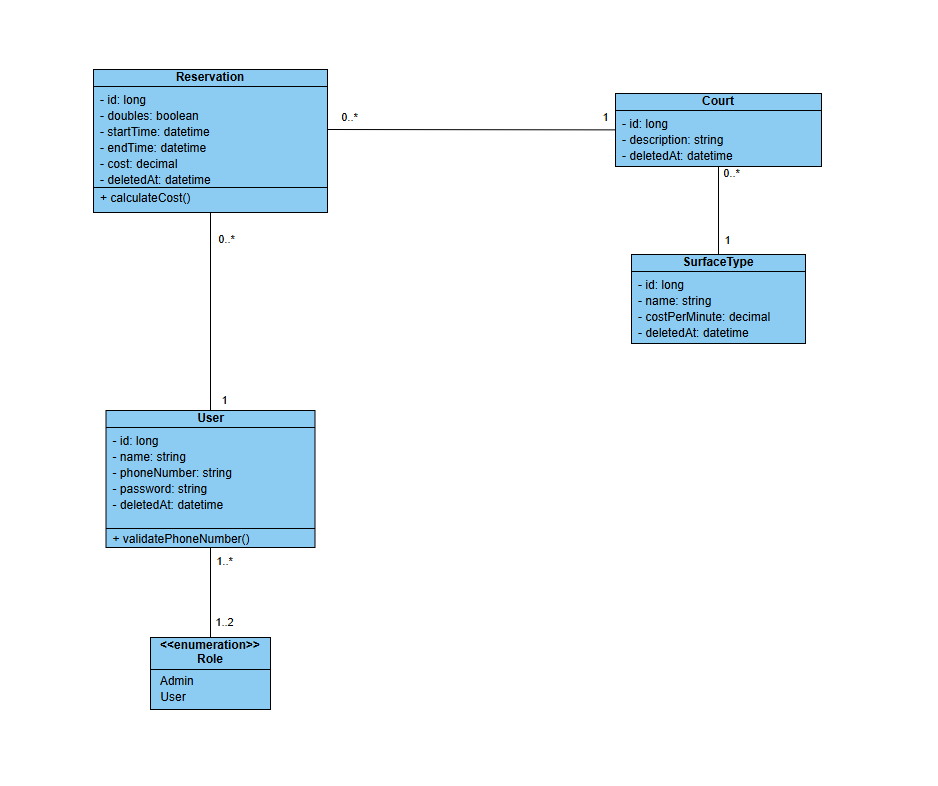 Reservation
- id: long
- doubles: boolean
- startTime: datetime
- endTime: datetime
- cost: decimal
- deletedAt: datetime
+ calculateCost()
0..*
1
Court
- id: long
- description: string
- deletedAt: datetime
0..*
1
SurfaceType
- id: long
- name: string
- costPerMinute: decimal
- deletedAt: datetime
0..*
1
User
- id: long
- name: string
- phoneNumber: string
- password: string
- deletedAt: datetime
+ validatePhoneNumber()
1..*
1..2
<<enumeration>>
Role
Admin
User